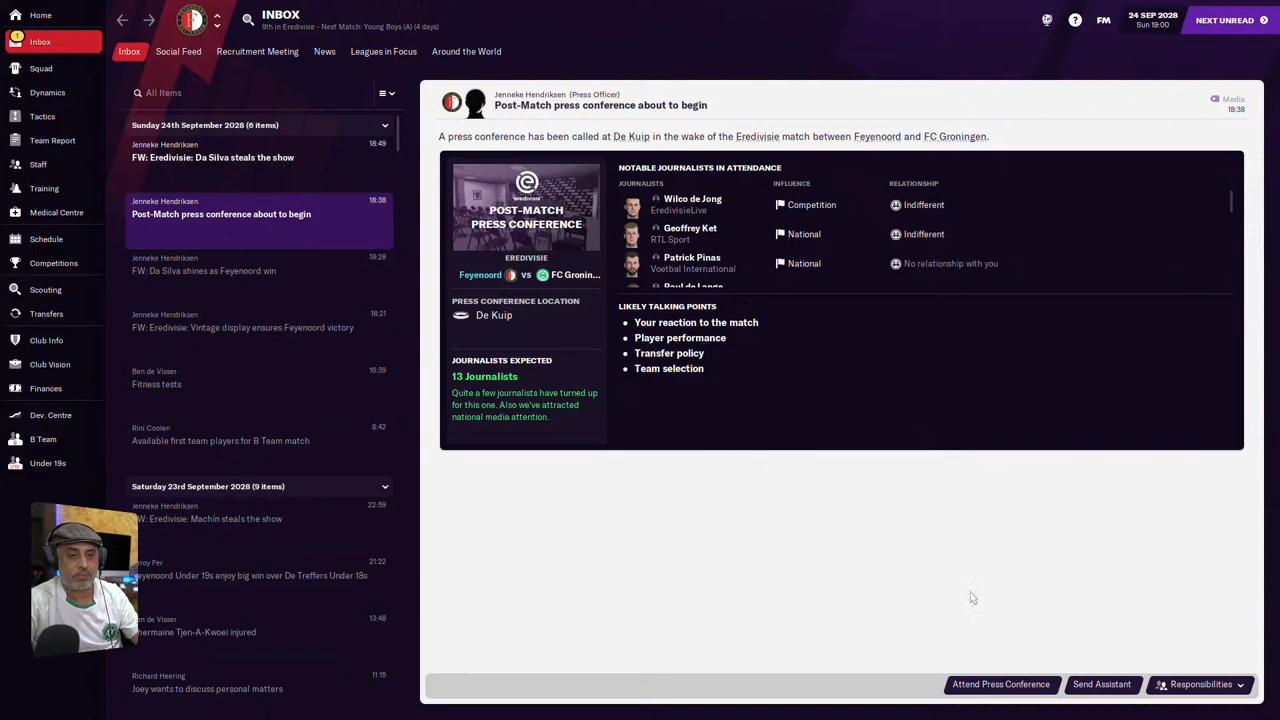 Home
Inbox
Squad
Dynamics
Tactics
Team Report
Staff
Training
Medical Centre
Schedule
Competitions
Scouting
Transfers
Club Info
Club Vision
Finances
Dev. Centre
B Team
Under 19s
INBOX
9th in Eredivisie - Next Match: Young Boys (A) (4 days)
FM
24 SEP 2028
Sun 19:00
NEXT UNREAD
Inbox
Social Feed
Recruitment Meeting
News
Leagues in Focus
Around the World
All Items
Sunday 24th September 2028 (6 items)
Jenneke Hendriksen 18:49
FW: Eredivisie: Da Silva steals the show
Jenneke Hendriksen 18:38
Post-Match press conference about to begin
Jenneke Hendriksen 18:28
FW: Da Silva shines as Feyenoord win
Jenneke Hendriksen 18:21
FW: Eredivisie: Vintage display ensures Feyenoord victory
Ben de Visser 16:39
Fitness tests
Rini Coolen 8:42
Available first team players for B Team match
Saturday 23rd September 2028 (9 items)
Jenneke Hendriksen 22:59
FW: Eredivisie: Machín steals the show
roy Fer 21:22
eyenoord Under 19s enjoy big win over De Treffers Under 18s
en de Visser 13:48
hermaine Tjen-A-Kwoei injured
Richard Heering 11:15
Joey wants to discuss personal matters
Jenneke Hendriksen (Press Officer)
Post-Match press conference about to begin
Media
18:38
A press conference has been called at De Kuip in the wake of the Eredivisie match between Feyenoord and FC Groningen.
eredivisie
POST-MATCH
PRESS CONFERENCE
EREDIVISIE
Feyenoord vs FC Gronin...
PRESS CONFERENCE LOCATION
De Kuip
JOURNALISTS EXPECTED
13 Journalists
Quite a few journalists have turned up
for this one. Also we've attracted
national media attention.
NOTABLE JOURNALISTS IN ATTENDANCE
JOURNALISTS INFLUENCE RELATIONSHIP
Wilco de Jong
EredivisieLive
Competition
Indifferent
Geoffrey Ket
RTL Sport
National
Indifferent
Patrick Pinas
Voetbal International
National
No relationship with you
Paul de Lange
LIKELY TALKING POINTS
Your reaction to the match
Player performance
Transfer policy
Team selection
Attend Press Conference
Send Assistant
Responsibilities